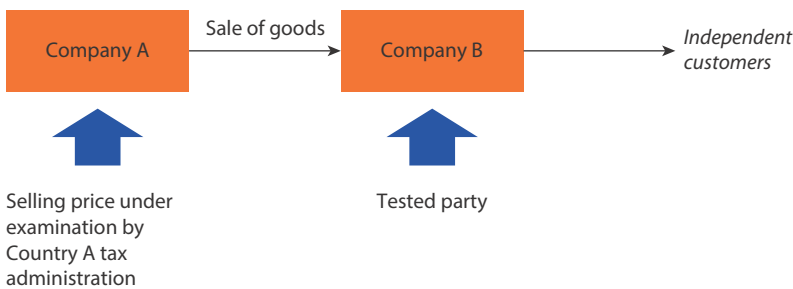 Company A
Sale of goods
Company B
Independent
customers
Selling price under
examination by
Country A tax
administration
Tested party